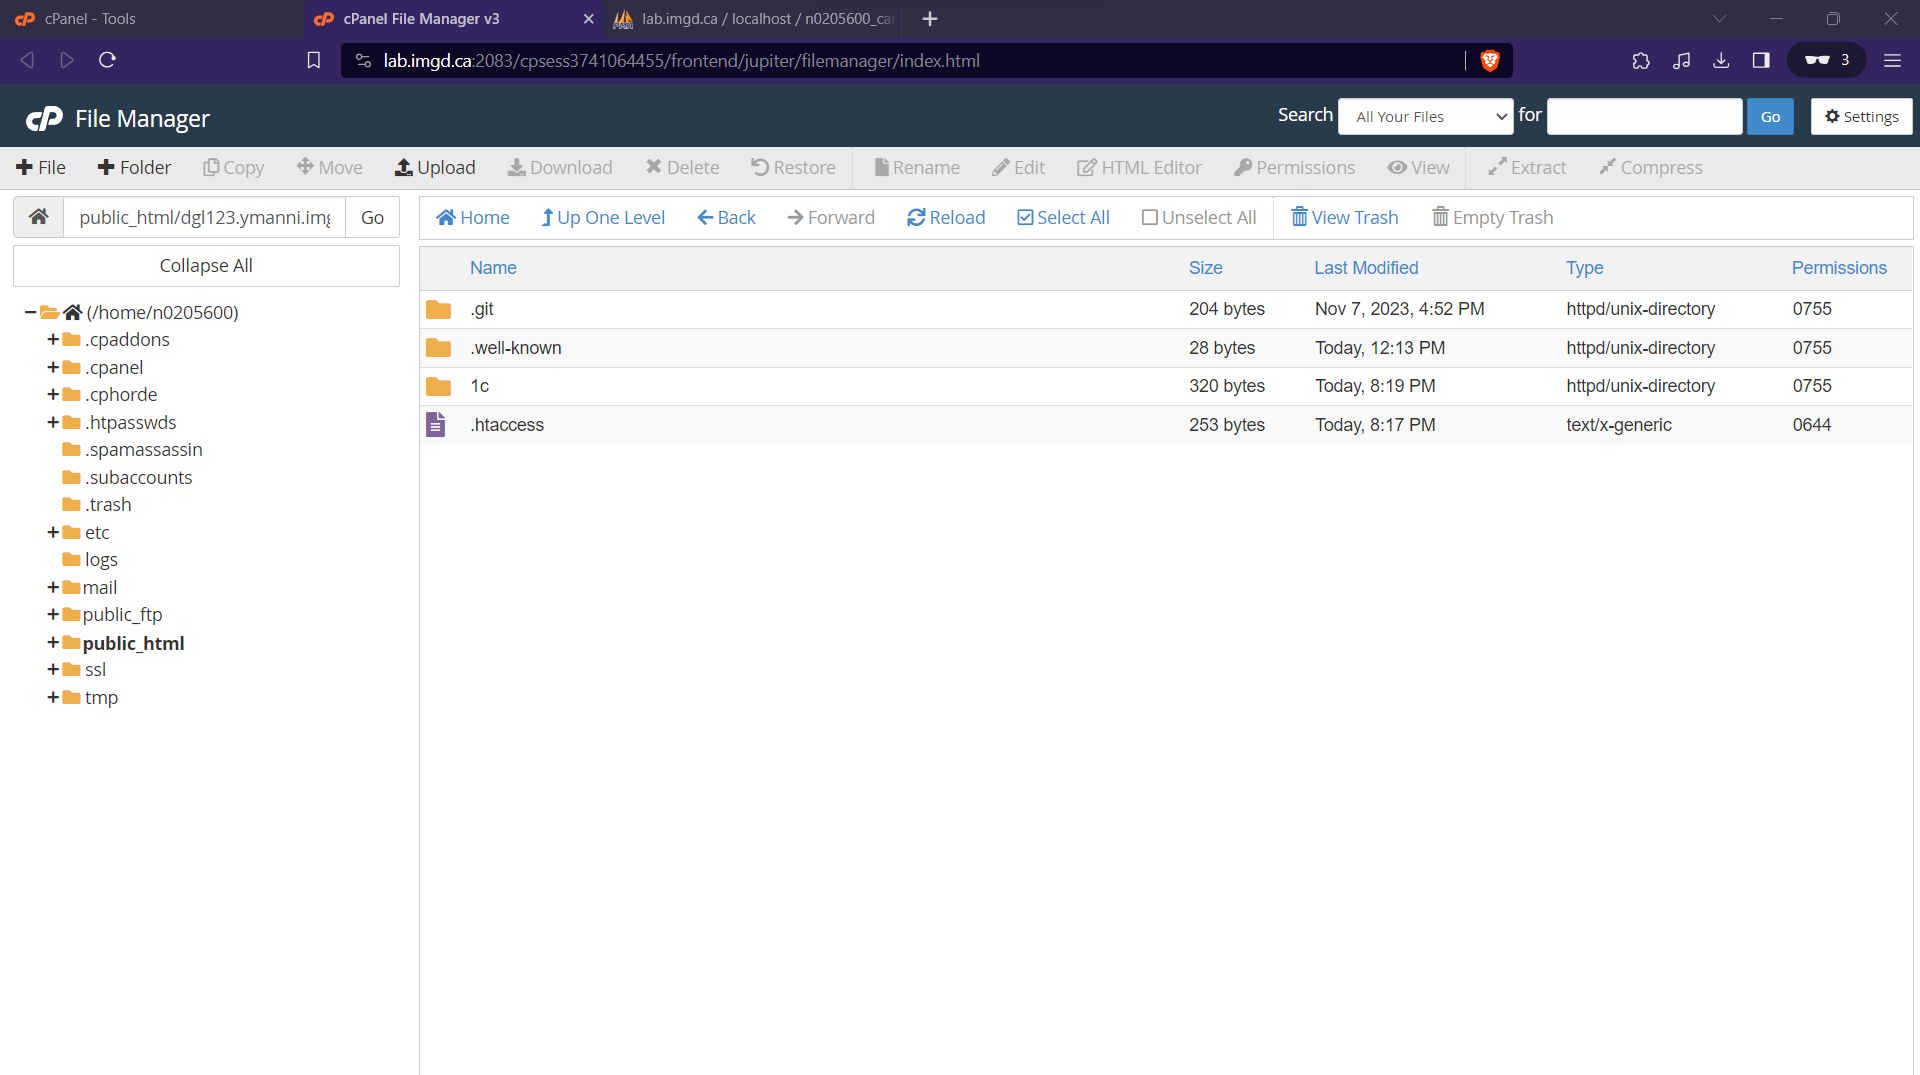 cPanel - Tools
cPanel File Manager v3
lab.imgd.ca / localhost / n0205600_ca
lab.imgd.ca:2083/cpsess3741064455/frontend/jupiter/filemanager/index.html
3
cP File Manager
Search All Your Files for Go Settings
File Folder Copy Move Upload Download Delete Restore Rename Edit HTML Editor Permissions View Extract Compress
public_html/dgl123.ymanni.img Go
Home Up One Level Back Forward Reload Select All Unselect All View Trash Empty Trash
Collapse All
(/home/n0205600)
.cpaddons
.cpanel
.cphorde
.htpasswds
.spamassassin
.subaccounts
.trash
etc
logs
mail
public_ftp
public_html
ssl
tmp
Name Size Last Modified Type Permissions
.git 204 bytes Nov 7, 2023, 4:52 PM httpd/unix-directory 0755
.well-known 28 bytes Today, 12:13 PM httpd/unix-directory 0755
1c 320 bytes Today, 8:19 PM httpd/unix-directory 0755
.htaccess 253 bytes Today, 8:17 PM text/x-generic 0644